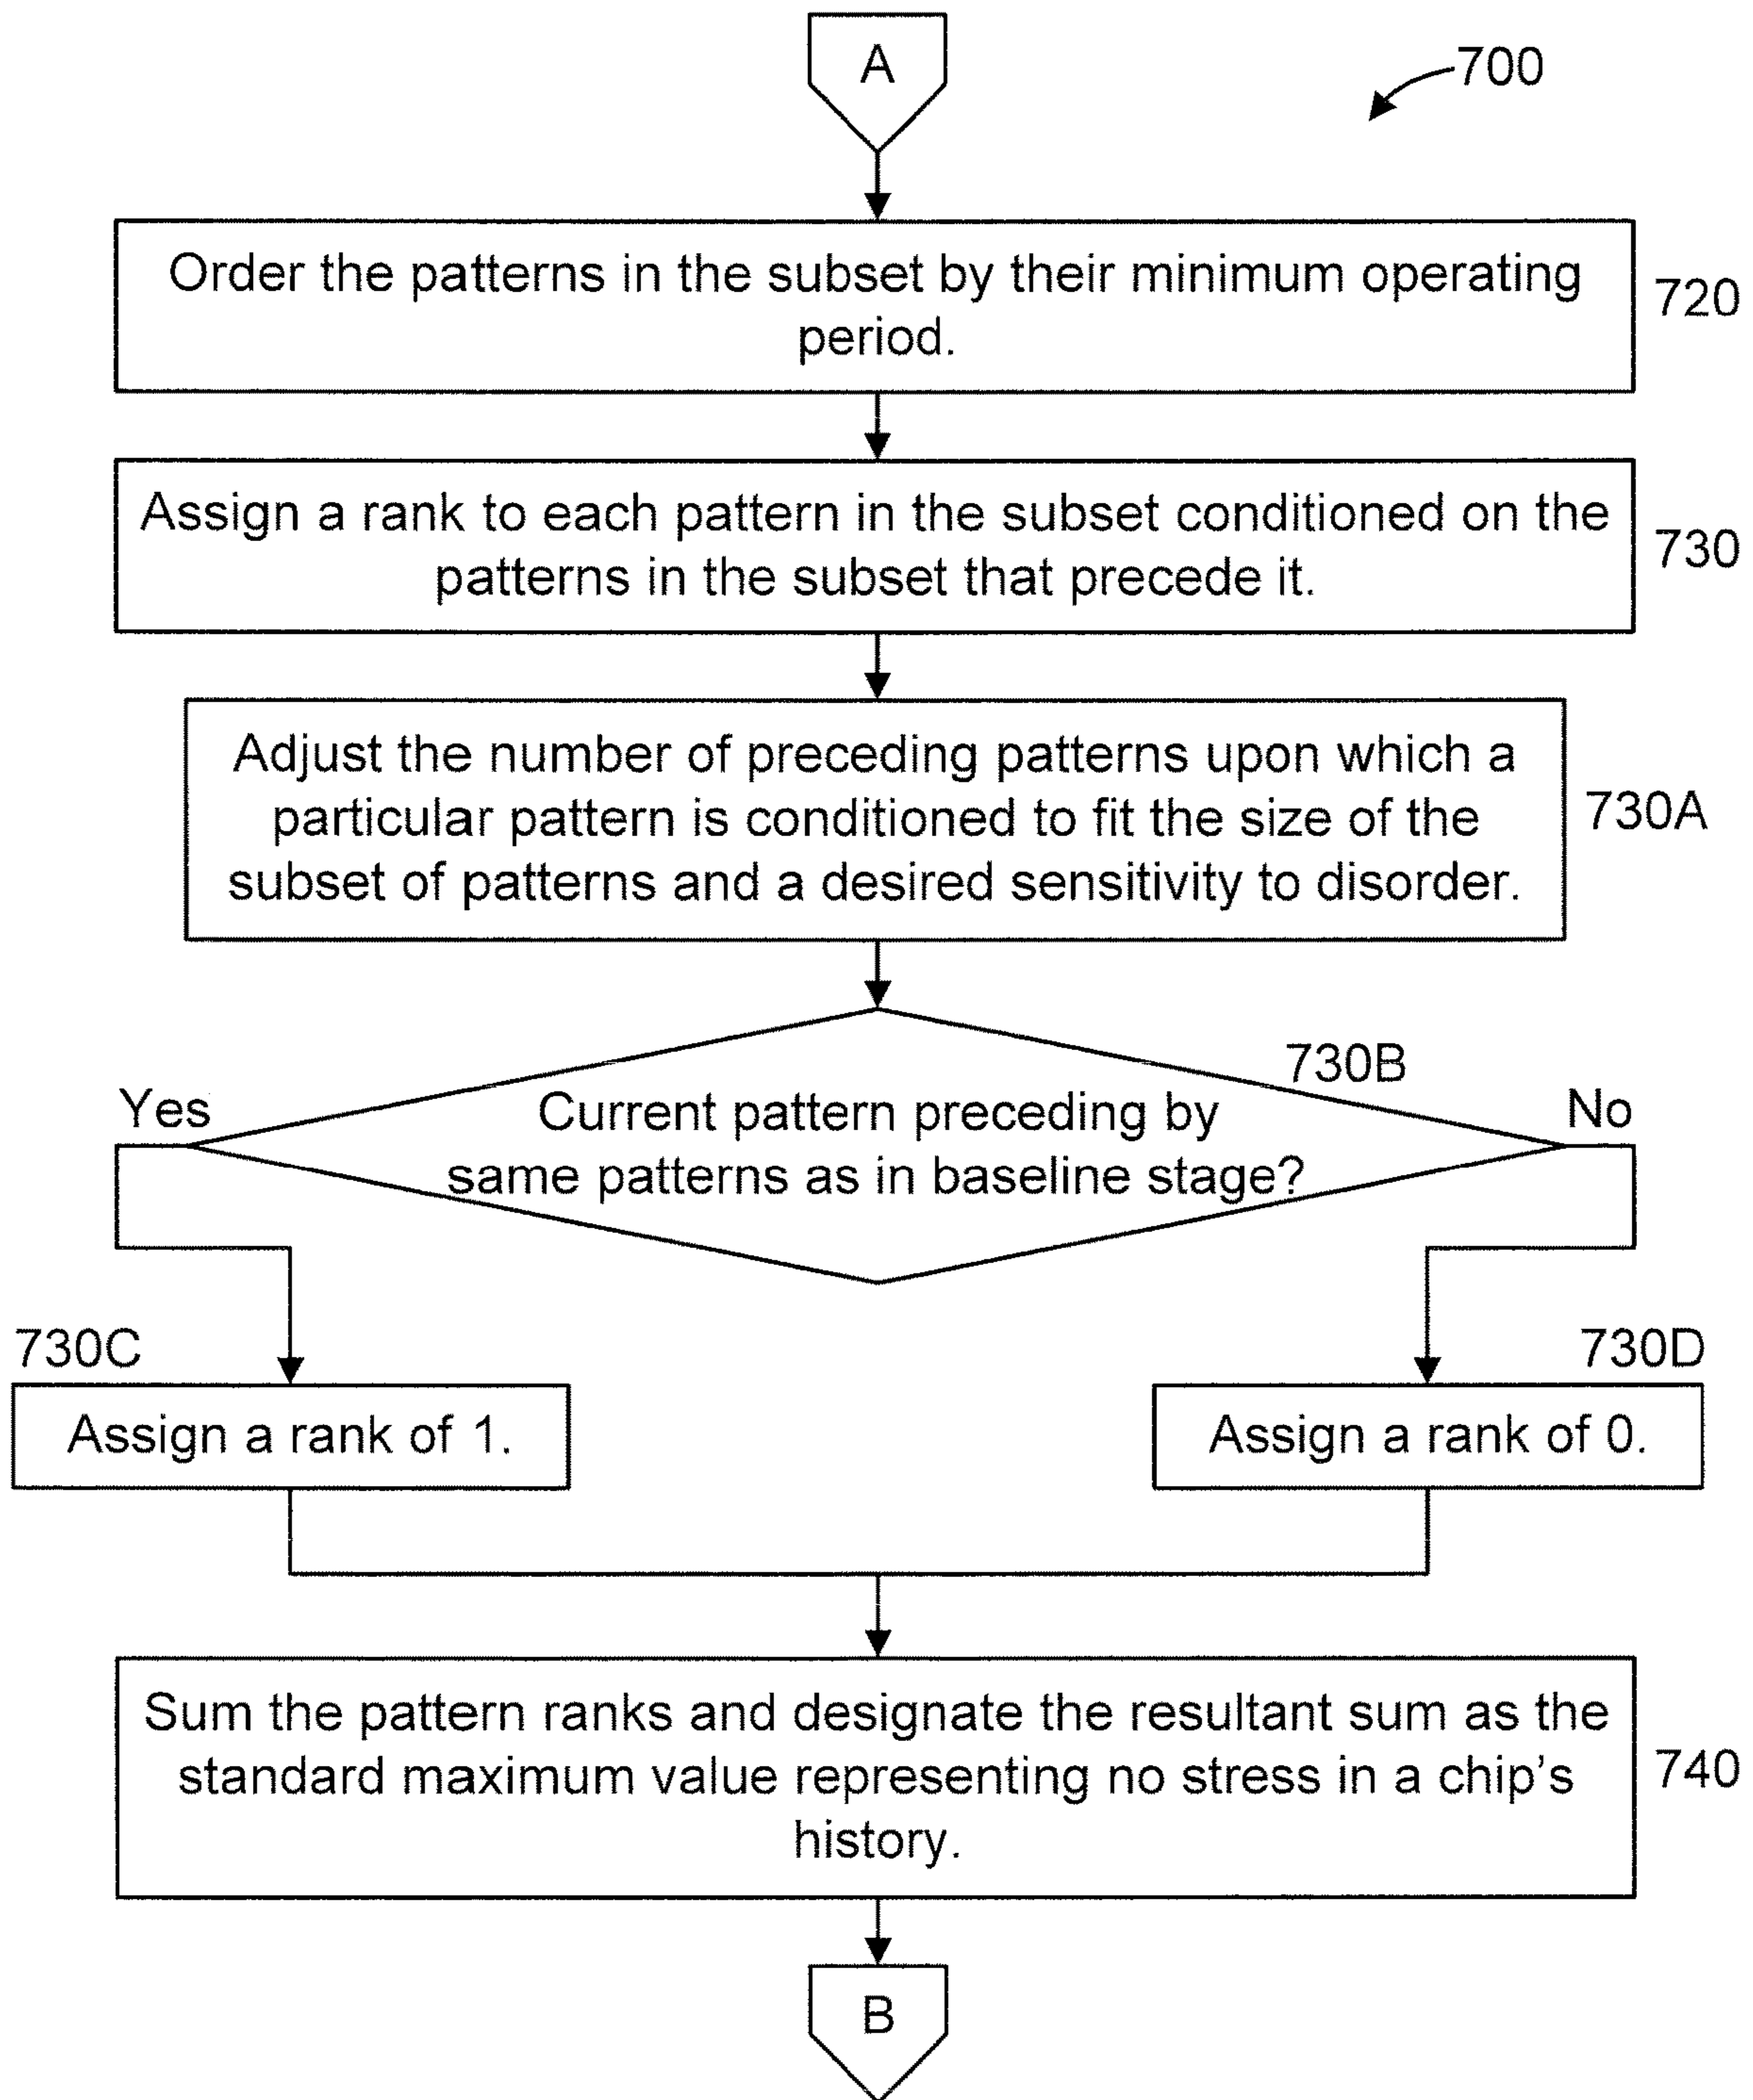 A
700
Order the patterns in the subset by their minimum operating
period.
720
Assign a rank to each pattern in the subset conditioned on the
patterns in the subset that precede it.
730
Adjust the number of preceding patterns upon which a
particular pattern is conditioned to fit the size of the
subset of patterns and a desired sensitivity to disorder.
730A
730B
Yes
Current pattern preceding by
same patterns as in baseline stage?
No
730C
Assign a rank of 1.
730D
Assign a rank of 0.
Sum the pattern ranks and designate the resultant sum as the
standard maximum value representing no stress in a chip's
history.
740
B